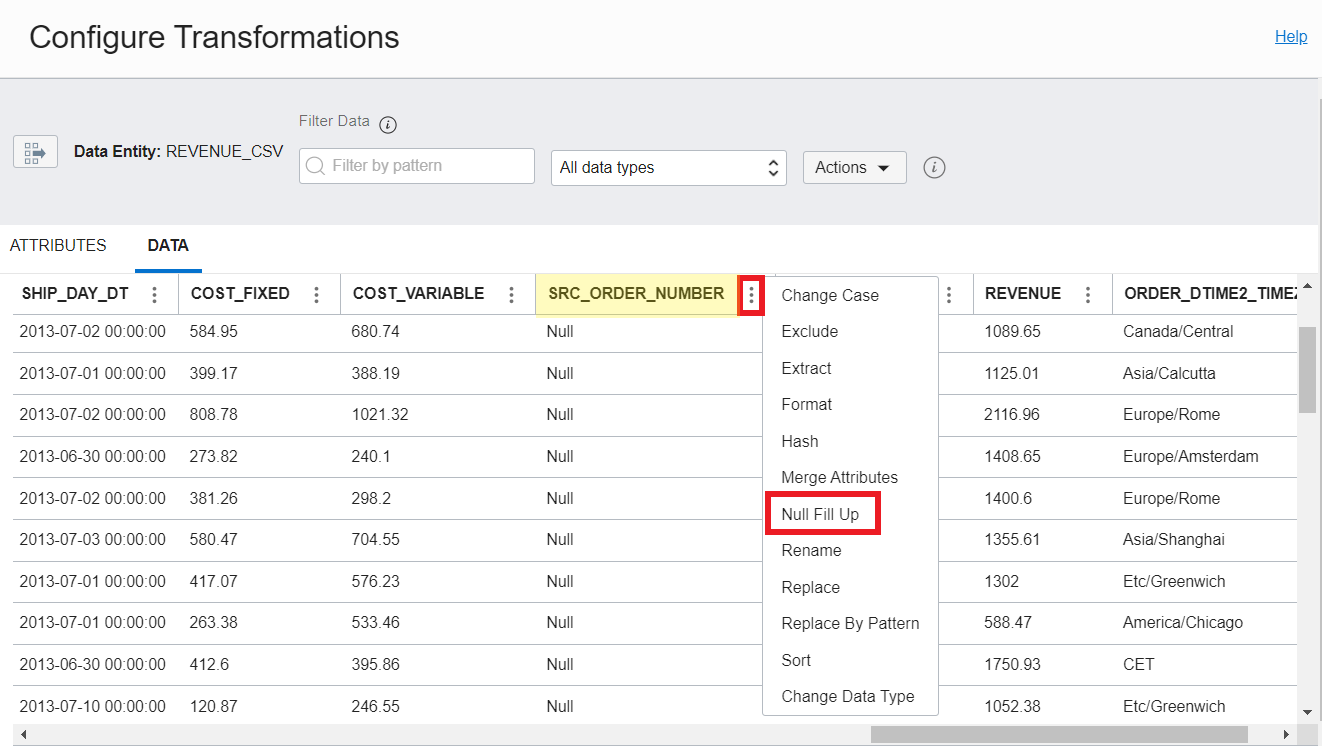 Configure Transformations
Help
Filter Data
Data Entity: REVENUE_CSV
Filter by pattern
All data types
Actions
ATTRIBUTES DATA
SHIP_DAY_DT COST_FIXED COST_VARIABLE SRC_ORDER_NUMBER REVENUE ORDER_DTIME2_TIMEZ
2013-07-02 00:00:00 584.95 680.74 Null 1089.65 Canada/Central
2013-07-01 00:00:00 399.17 388.19 Null 1125.01 Asia/Calcutta
2013-07-02 00:00:00 808.78 1021.32 Null 2116.96 Europe/Rome
2013-06-30 00:00:00 273.82 240.1 Null 1408.65 Europe/Amsterdam
2013-07-02 00:00:00 381.26 298.2 Null 1400.6 Europe/Rome
2013-07-03 00:00:00 580.47 704.55 Null 1355.61 Asia/Shanghai
2013-07-01 00:00:00 417.07 576.23 Null 1302 Etc/Greenwich
2013-07-01 00:00:00 263.38 533.46 Null 588.47 America/Chicago
2013-06-30 00:00:00 412.6 395.86 Null 1750.93 CET
2013-07-10 00:00:00 120.87 246.55 Null 1052.38 Etc/Greenwich
Change Case
Exclude
Extract
Format
Hash
Merge Attributes
Null Fill Up
Rename
Replace
Replace By Pattern
Sort
Change Data Type